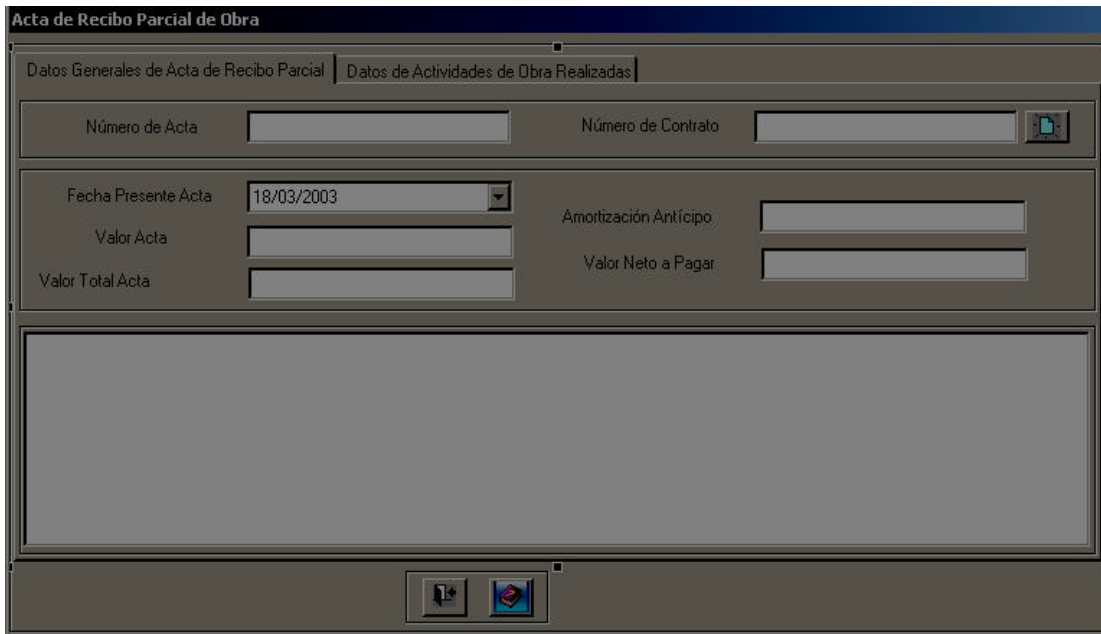 Acta de Recibo Parcial de Obra
Datos Generales de Acta de Recibo Parcial
Datos de Actividades de Obra Realizadas
Número de Acta
Número de Contrato
Fecha Presente Acta
18/03/2003
Amortización Antícipo
Valor Acta
Valor Neto a Pagar
Valor Total Acta